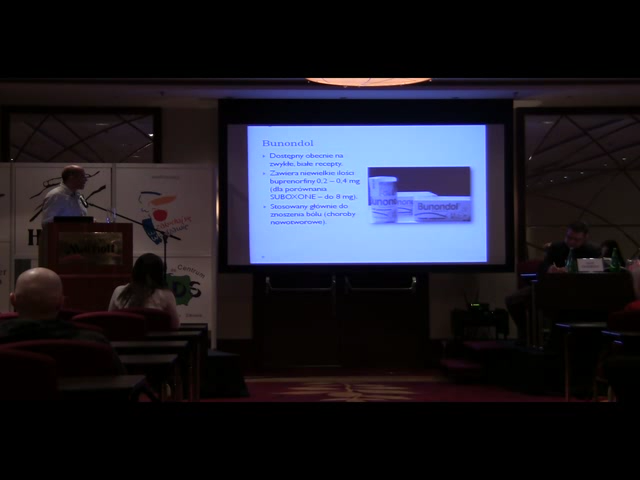 Bunondol
Dostępny obecnie na
zwykłe, białe recepty.
Zawiera niewielkie ilości
buprenorfiny 0,2 – 0,4 mg
(dla porównania
SUBOXONE – do 8 mg).
Stosowany głównie do
znoszenia bólu (choroby
nowotworowe).
Bunondol